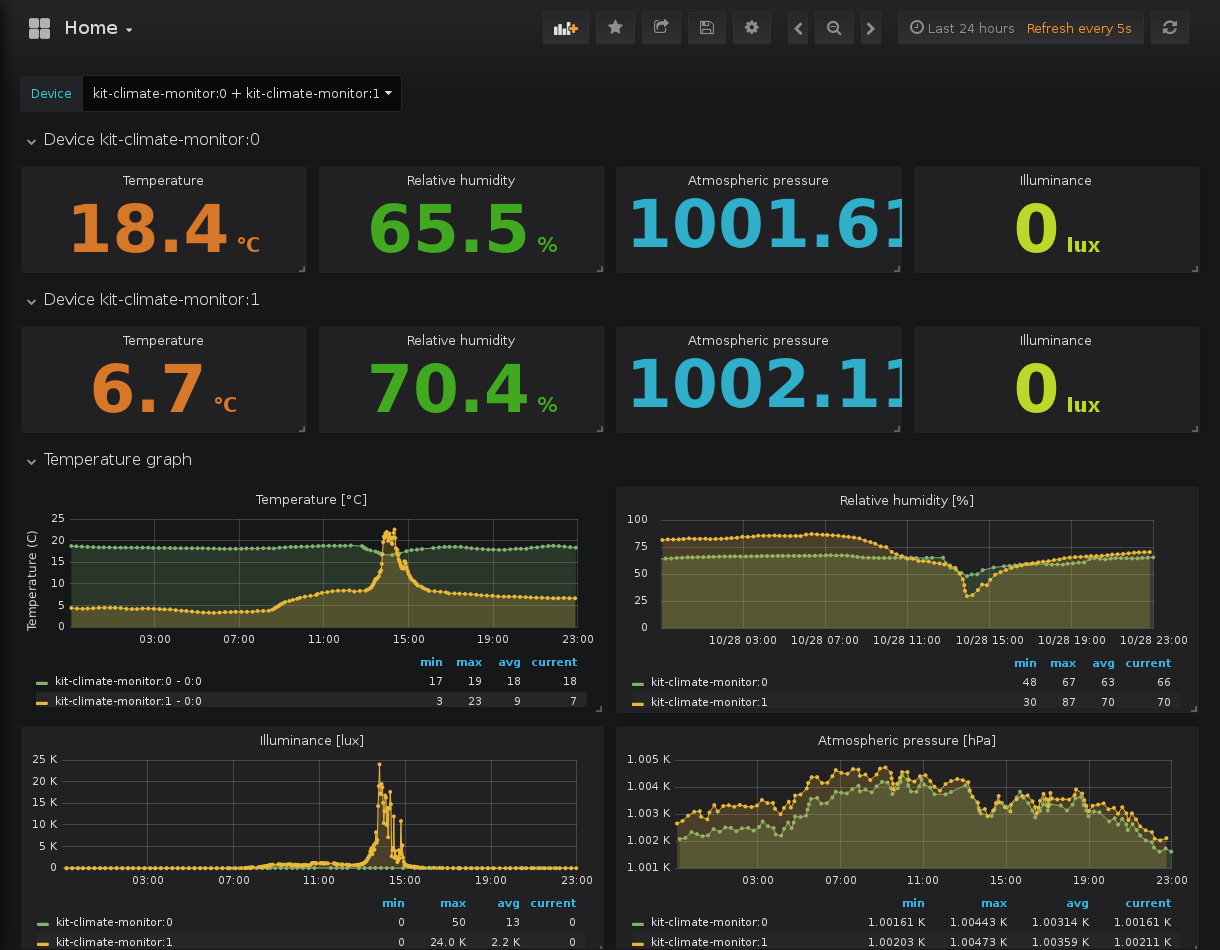 Home
Last 24 hours Refresh every 5s
Device kit-climate-monitor:0 + kit-climate-monitor:1
Device kit-climate-monitor:0
Temperature Relative humidity Atmospheric pressure Illuminance
18.4 °C 65.5 % 1001.61 0 lux
Device kit-climate-monitor:1
Temperature Relative humidity Atmospheric pressure Illuminance
6.7 °C 70.4 % 1002.11 0 lux
Temperature graph
Temperature [°C]
Temperature (C)
25
20
15
10
5
0
03:00 07:00 11:00 15:00 19:00 23:00
min max avg current
kit-climate-monitor:0 - 0:0 17 19 18 18
kit-climate-monitor:1 - 0:0 3 23 9 7
Relative humidity [%]
100
75
50
25
0
10/28 03:00 10/28 07:00 10/28 11:00 10/28 15:00 10/28 19:00 10/28 23:00
min max avg current
kit-climate-monitor:0 48 67 63 66
kit-climate-monitor:1 30 87 70 70
Illuminance [lux]
25 K
20 K
15 K
10 K
5 K
0
03:00 07:00 11:00 15:00 19:00 23:00
min max avg current
kit-climate-monitor:0 0 50 13 0
kit-climate-monitor:1 0 24.0 K 2.2 K 0
Atmospheric pressure [hPa]
1.005 K
1.004 K
1.003 K
1.002 K
1.001 K
03:00 07:00 11:00 15:00 19:00 23:00
min max avg current
kit-climate-monitor:0 1.00161 K 1.00443 K 1.00314 K 1.00161 K
kit-climate-monitor:1 1.00203 K 1.00473 K 1.00359 K 1.00211 K